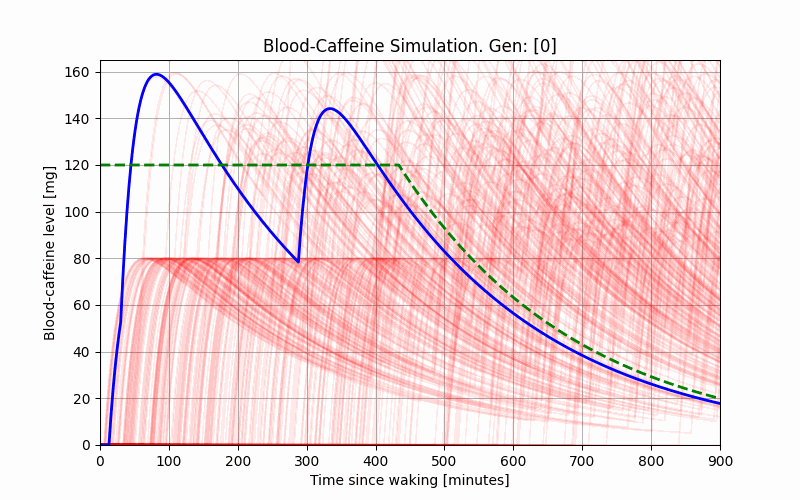 Blood-Caffeine Simulation. Gen: [0]
Blood-caffeine level [mg]
160
140
120
100
80
60
40
20
0
0 100 200 300 400 500 600 700 800 900
Time since waking [minutes]